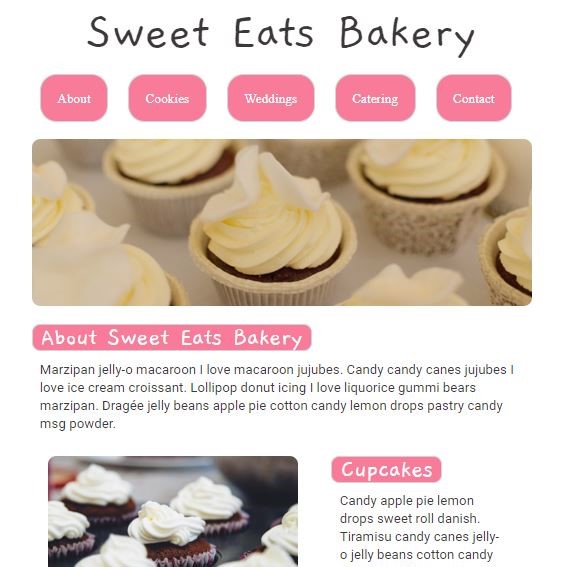 Sweet Eats Bakery
About
Cookies
Weddings
Catering
Contact
About Sweet Eats Bakery
Marzipan jelly-o macaroon I love macaroon jujubes. Candy candy canes jujubes I
love ice cream croissant. Lollipop donut icing I love liquorice gummi bears
marzipan. Dragée jelly beans apple pie cotton candy lemon drops pastry candy
msg powder.
Cupcakes
Candy apple pie lemon
drops sweet roll danish.
Tiramisu candy canes jelly-
o jelly beans cotton candy